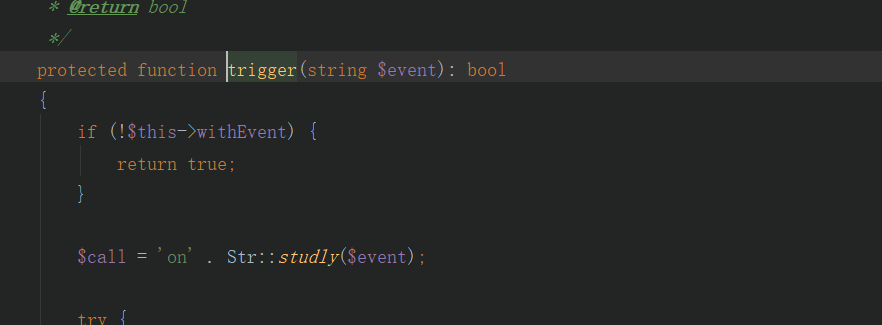 * @return bool
*/
protected function trigger(string $event): bool
{
if (!$this->withEvent) {
return true;
}
$call = 'on' . Str::studly($event);
try {